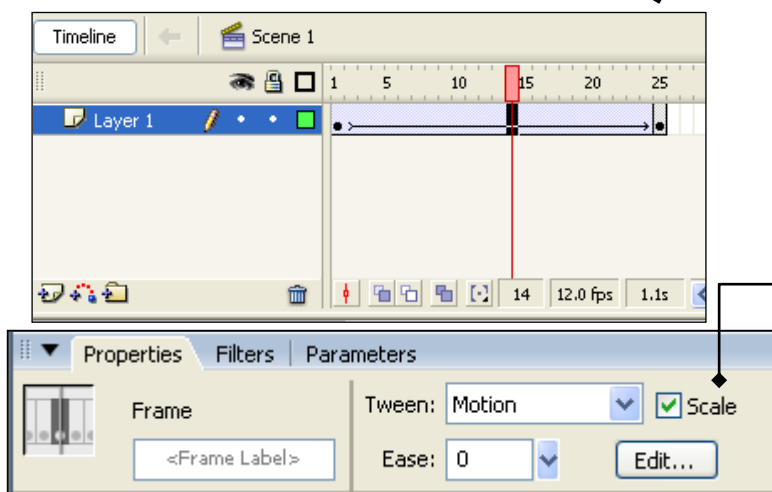 Timeline Scene 1
1 5 10 15 20 25
Layer 1
14 12.0 fps 1.1s
Properties Filters Parameters
Frame Tween: Motion Scale
<Frame Label> Ease: 0 Edit...